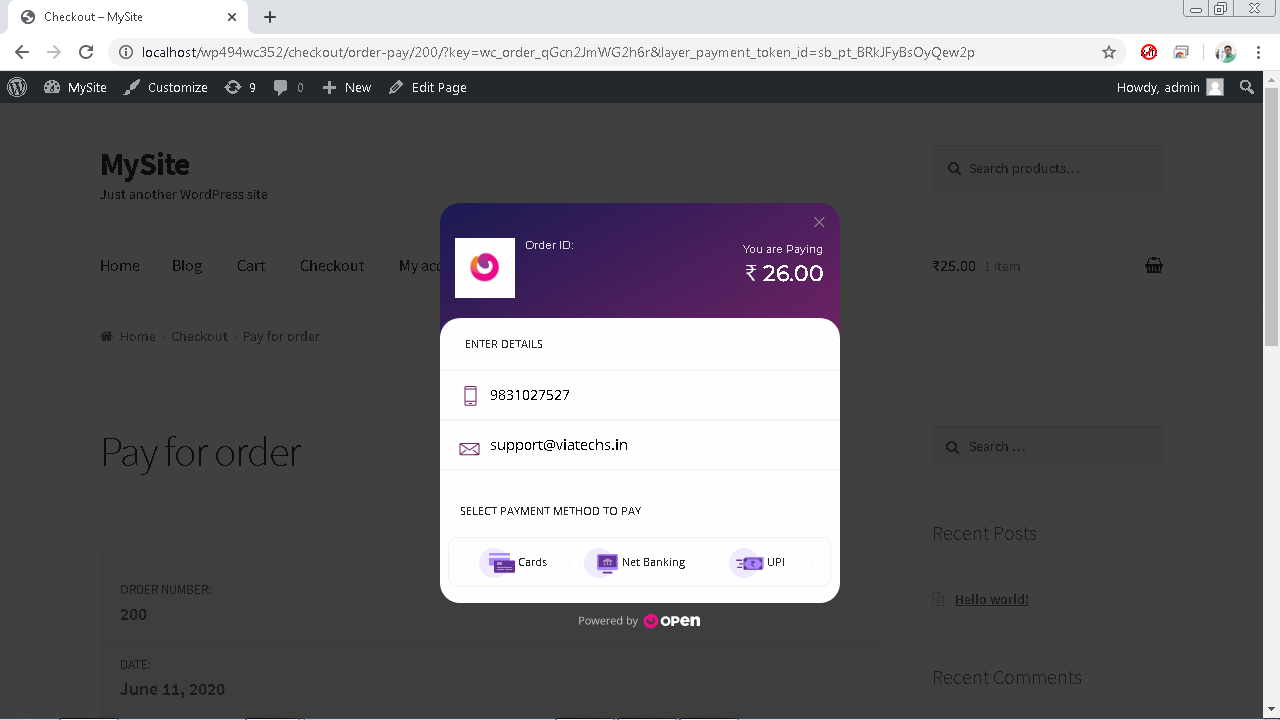 Checkout – MySite
localhost/wp494wc352/checkout/order-pay/200/?key=wc_order_qGcn2JmWG2h6r&layer_payment_token_id=sb_pt_BRkJFyBsOyQew2p
MySite Customize 9 0 New Edit Page Howdy, admin
MySite
Just another WordPress site
Search products…
Home Blog Cart Checkout My acc
₹25.00 1 item
Home Checkout Pay for order
Order ID:
You are Paying
₹ 26.00
ENTER DETAILS
9831027527
support@viatechs.in
SELECT PAYMENT METHOD TO PAY
Cards Net Banking UPI
Powered by OPEN
Pay for order
ORDER NUMBER:
200
DATE:
June 11, 2020
Search …
Recent Posts
Hello world!
Recent Comments